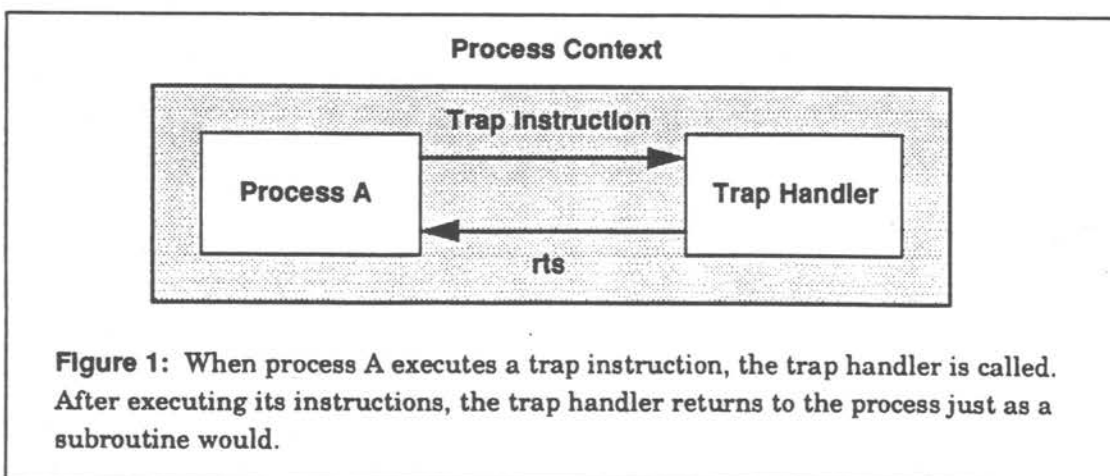 Process Context
Trap Instruction
Process A
Trap Handler
rts
Figure 1: When process A executes a trap instruction, the trap handler is called.
After executing its instructions, the trap handler returns to the process just as a
subroutine would.